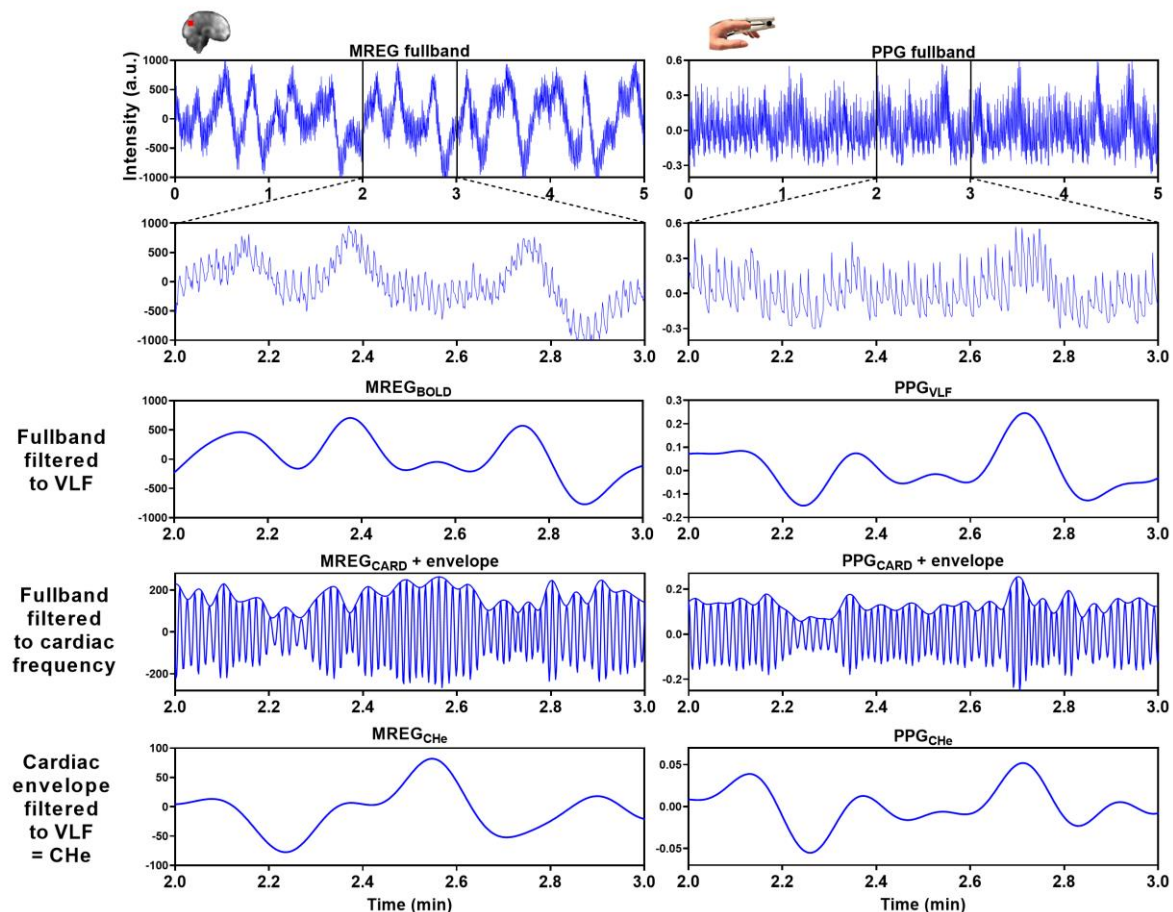 MREG fullband
PPG fullband
Intensity (a.u.)
1000
500
0
-500
-1000
0 1 2 3 4 5
0.6
0.3
0.0
-0.3
0 1 2 3 4 5
1000
500
0
-500
-1000
2.0 2.2 2.4 2.6 2.8 3.0
0.6
0.3
0.0
-0.3
2.0 2.2 2.4 2.6 2.8 3.0
Fullband
filtered
to VLF
MREG_BOLD
1000
500
0
-500
-1000
2.0 2.2 2.4 2.6 2.8 3.0
PPG_VLF
0.3
0.2
0.1
0.0
-0.1
-0.2
2.0 2.2 2.4 2.6 2.8 3.0
Fullband
filtered
to cardiac
frequency
MREG_CARD + envelope
200
0
-200
2.0 2.2 2.4 2.6 2.8 3.0
PPG_CARD + envelope
0.2
0.0
-0.2
2.0 2.2 2.4 2.6 2.8 3.0
Cardiac
envelope
filtered
to VLF
= CHe
MREG_CHe
100
50
0
-50
-100
2.0 2.2 2.4 2.6 2.8 3.0
Time (min)
PPG_CHe
0.05
0.00
-0.05
2.0 2.2 2.4 2.6 2.8 3.0
Time (min)